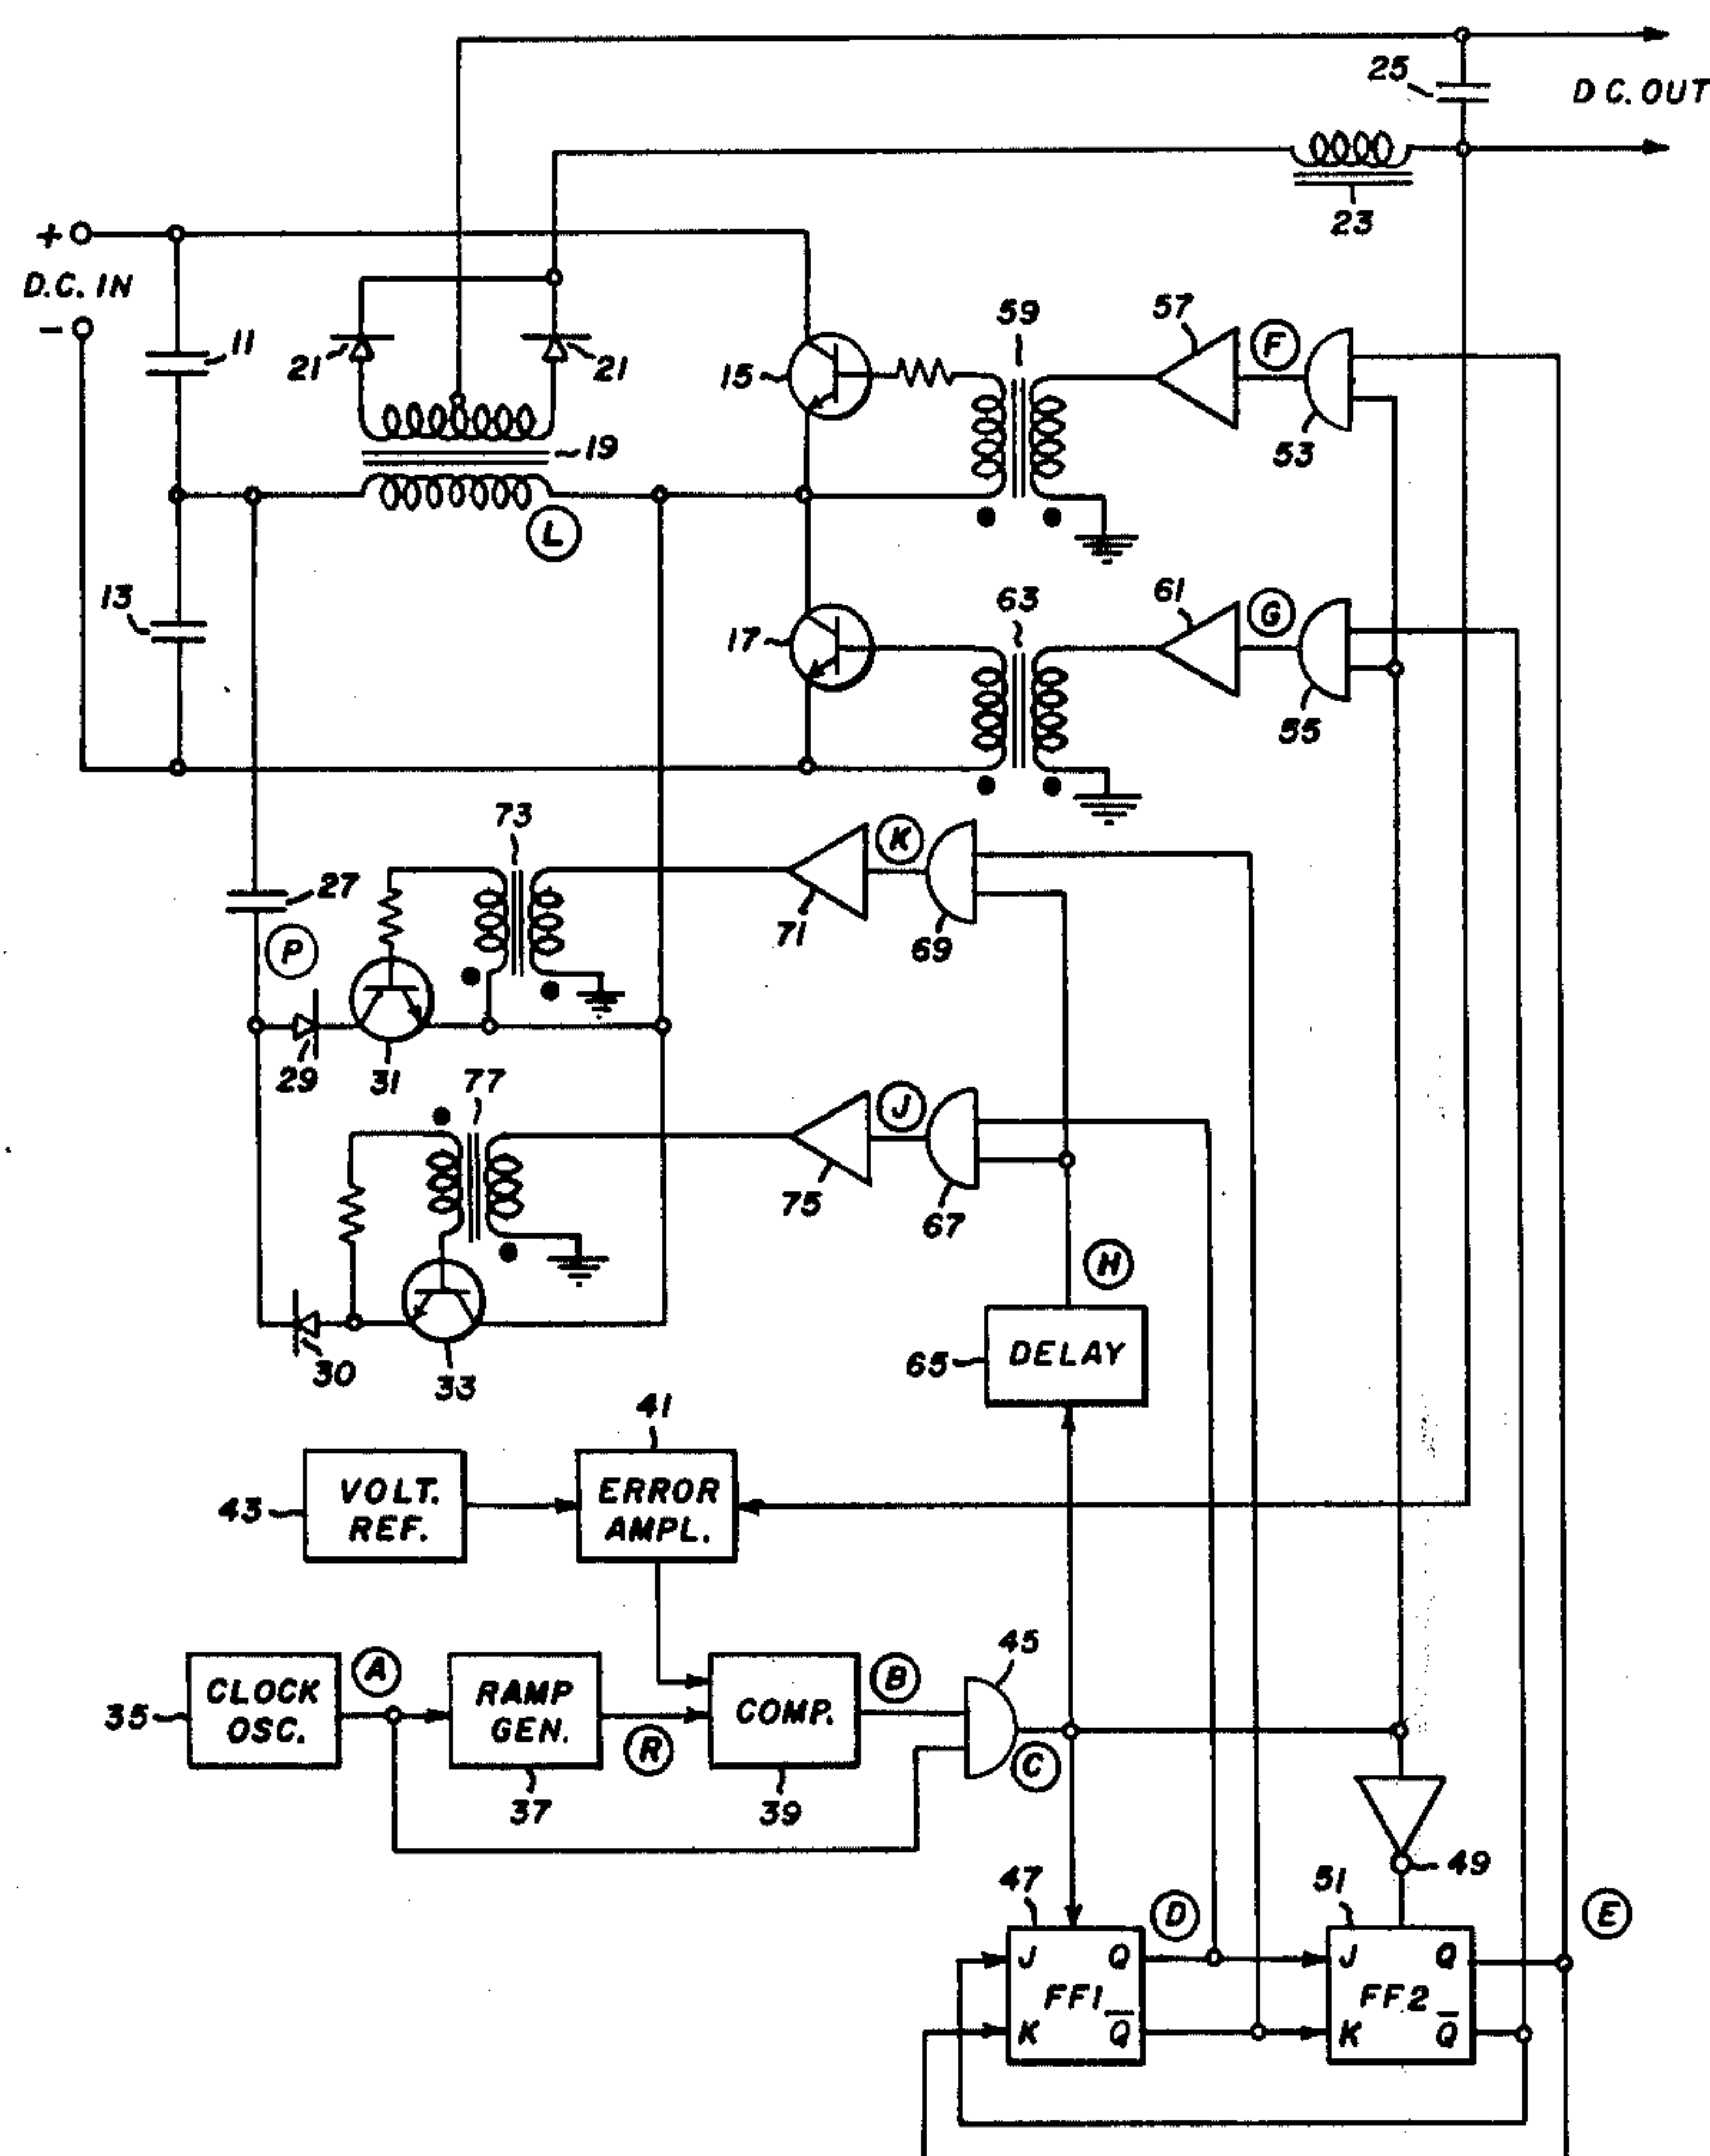 25
D C. OUT
23
+
D.C. IN
-
11
21
21
15
59
57
F
53
19
L
13
17
63
61
G
55
73
K
27
P
71
69
29
31
77
J
75
67
H
30
33
65
DELAY
41
43
VOLT.
REF.
ERROR
AMPL.
45
35
CLOCK
OSC.
A
RAMP
GEN.
R
COMP.
B
C
37
39
49
47
51
D
E
J
Q
FF1
K
Q̅
J
Q
FF2
K
Q̅